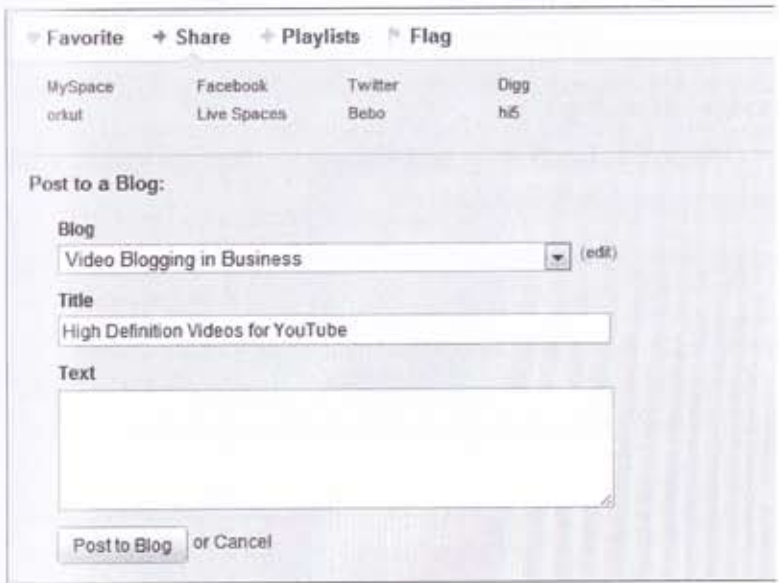 Favorite Share Playlists Flag
MySpace Facebook Twitter Digg
orkut Live Spaces Bebo hi5
Post to a Blog:
Blog
Video Blogging in Business (edit)
Title
High Definition Videos for YouTube
Text
Post to Blog or Cancel